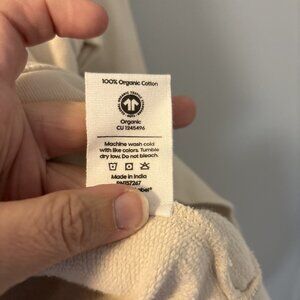 100% Organic Cotton
Organic
CU 1245496
Machine wash cold
with like colors. Tumble
dry low. Do not bleach.
Made in India